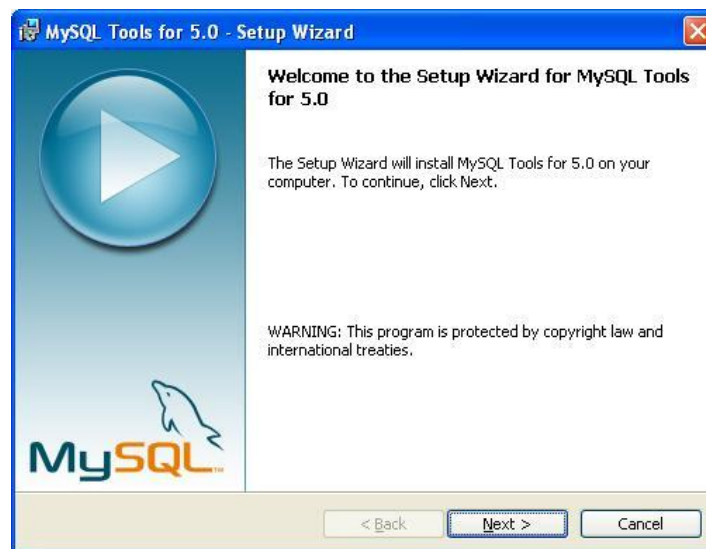 MySQL Tools for 5.0 - Setup Wizard
Welcome to the Setup Wizard for MySQL Tools
for 5.0
The Setup Wizard will install MySQL Tools for 5.0 on your
computer. To continue, click Next.
WARNING: This program is protected by copyright law and
international treaties.
MySQL
< Back
Next >
Cancel